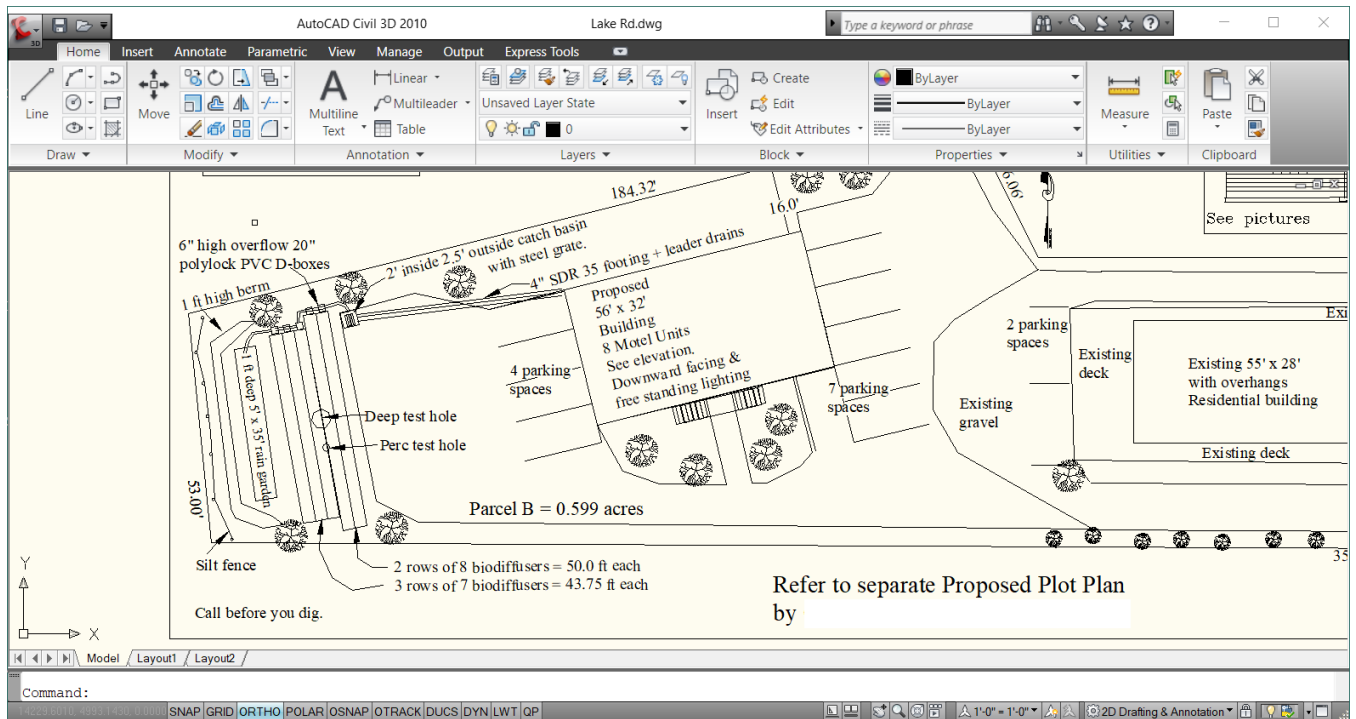 AutoCAD Civil 3D 2010
Lake Rd.dwg
Type a keyword or phrase
3D
Home
Insert
Annotate
Parametric
View
Manage
Output
Express Tools
Line
Move
Multiline
Text
Linear
Multileader
Table
Unsaved Layer State
0
Insert
Create
Edit
Edit Attributes
ByLayer
ByLayer
ByLayer
Measure
Paste
Draw
Modify
Annotation
Layers
Block
Properties
Utilities
Clipboard
184.32'
16.0'
6.06'
See pictures
6" high overflow 20"
polylock PVC D-boxes
2' inside 2.5' outside catch basin
with steel grate.
4" SDR 35 footing + leader drains
1 ft high berm
Proposed
56' x 32'
Building
8 Motel Units
See elevation.
Downward facing &
free standing lighting
4 parking
spaces
7 parking
spaces
2 parking
spaces
Existing
deck
Existing 55' x 28'
with overhangs
Residential building
Exi
Existing
gravel
Existing deck
1 ft deep 5' x 35' rain garden
Deep test hole
Perc test hole
53.00'
Parcel B = 0.599 acres
Silt fence
2 rows of 8 biodiffusers = 50.0 ft each
3 rows of 7 biodiffusers = 43.75 ft each
35
Call before you dig.
Refer to separate Proposed Plot Plan
by
Y
X
Model
Layout1
Layout2
Command:
SNAP GRID ORTHO POLAR OSNAP OTRACK DUCS DYN LWT QP
1'-0" = 1'-0"
2D Drafting & Annotation